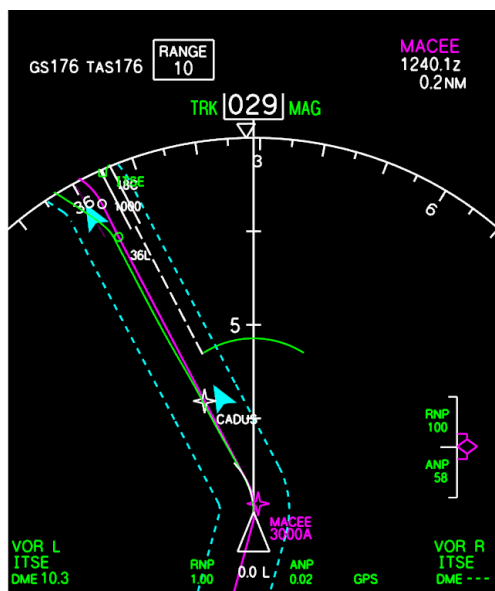 GS176 TAS176
RANGE
10
MACEE
1240.1z
0.2NM
TRK 029 MAG
3
6
ITSE
18C
36
1000
36L
5
CADUS
RNP
100
ANP
58
MACEE
3000A
VOR L
ITSE
DME 10.3
RNP
1.00
0.0 L
ANP
0.02
GPS
VOR R
ITSE
DME ---